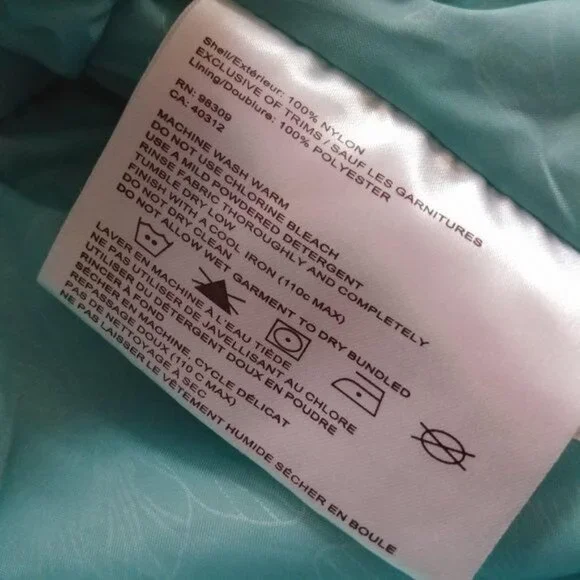 Shell/Extérieur: 100% NYLON
EXCLUSIVE OF TRIMS / SAUF LES GARNITURES
Lining/Doublure: 100% POLYESTER
RN: 98309
CA: 40312
MACHINE WASH WARM
DO NOT USE CHLORINE BLEACH
USE A MILD POWDERED DETERGENT
RINSE FABRIC THOROUGHLY AND COMPLETELY
TUMBLE DRY LOW
FINISH WITH A COOL IRON (110c MAX)
DO NOT DRY CLEAN
DO NOT ALLOW WET GARMENT TO DRY BUNDLED
LAVER EN MACHINE À L'EAU TIÈDE
NE PAS UTILISER DE JAVELLISANT AU CHLORE
UTILISER UN DÉTERGENT DOUX EN POUDRE
RINCER À
SÉCHER EN MACHINE, CYCLE DÉLICAT
REPASSAGE DOUX (110 C MAX)
PAS DE NETTOYAGE À SEC
NE PAS LAISSER LE VÊTEMENT HUMIDE SÉCHER EN BOULE